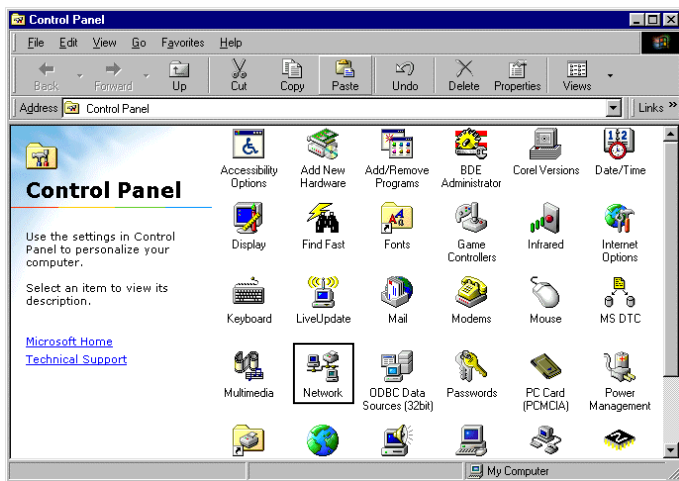 Control Panel
File Edit View Go Favorites Help
Back Forward Up Cut Copy Paste Undo Delete Properties Views
Address Control Panel Links »
Control Panel
Use the settings in Control
Panel to personalize your
computer.
Select an item to view its
description.
Microsoft Home
Technical Support
Accessibility Options
Add New Hardware
Add/Remove Programs
BDE Administrator
Corel Versions
Date/Time
Display
Find Fast
Fonts
Game Controllers
Infrared
Internet Options
Keyboard
LiveUpdate
Mail
Modems
Mouse
MS DTC
Multimedia
Network
ODBC Data Sources (32bit)
Passwords
PC Card (PCMCIA)
Power Management
My Computer